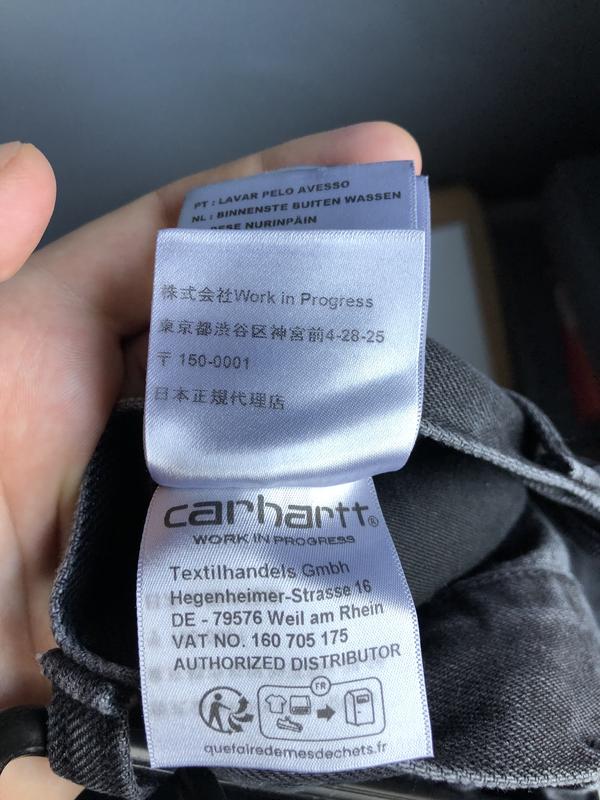 PT : LAVAR PELO AVESSO
NL : BINNENSTE BUITEN WASSEN
PESE NURINPÄIN
株式会社Work in Progress
東京都渋谷区神宮前4-28-25
〒 150-0001
日本正規代理店
carhartt®
WORK IN PROGRESS
Textilhandels Gmbh
Hegenheimer-Strasse 16
DE - 79576 Weil am Rhein
VAT NO. 160 705 175
AUTHORIZED DISTRIBUTOR
FR
quefairedemesdechets.fr